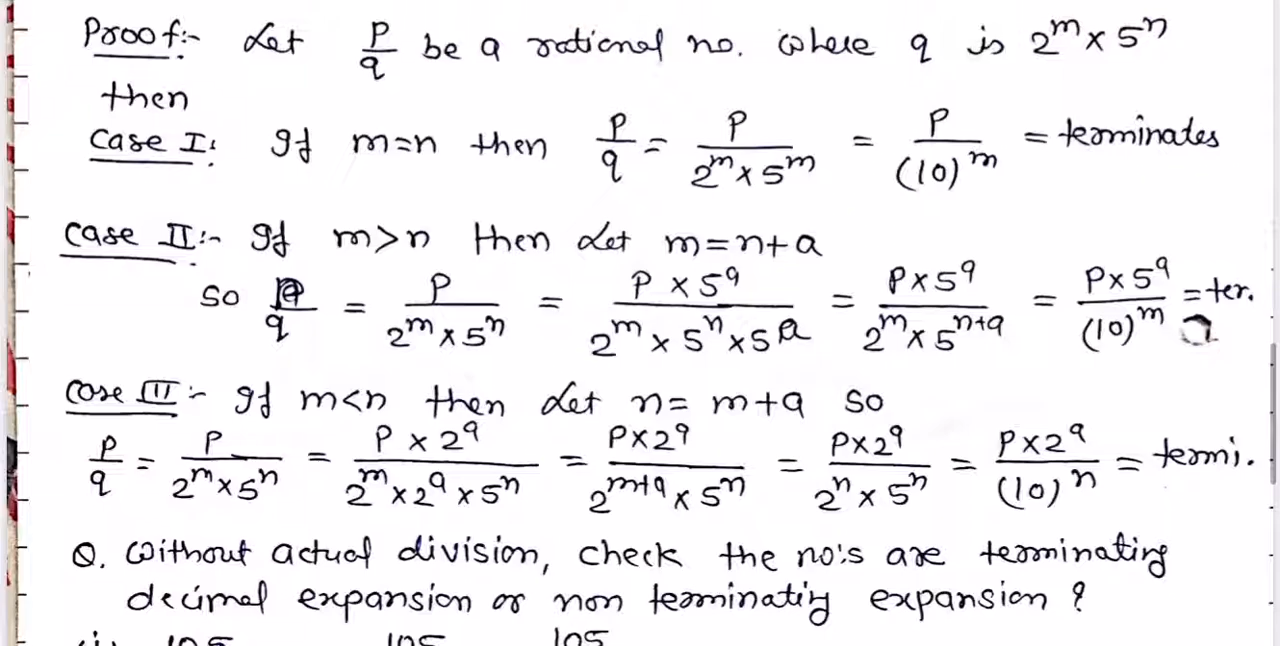 Proof:- Let p/q be a rational no. where q is 2^m × 5^n
then
Case I: If m=n then p/q = P/(2^m × 5^m) = P/(10)^m = terminates
Case II:- If m>n then Let m=n+a
So p/q = P/(2^m × 5^n) = (P × 5^a)/(2^m × 5^n × 5^a) = (P×5^a)/(2^m × 5^(n+a)) = (P×5^a)/(10)^m = ter.
Case III:- If m<n then Let n= m+a so
p/q = P/(2^m×5^n) = (P × 2^a)/(2^m × 2^a × 5^n) = (P×2^a)/(2^(m+a) × 5^n) = (P×2^a)/(2^n × 5^n) = (P×2^a)/(10)^n = termi.
Q. Without actual division, check the no's are terminating
decimal expansion or non terminating expansion ?